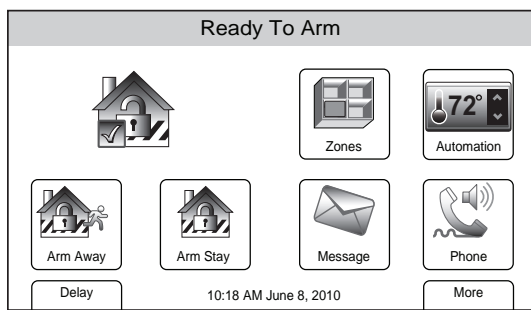 Ready To Arm
72°
Zones
Automation
Arm Away
Arm Stay
Message
Phone
Delay
10:18 AM June 8, 2010
More